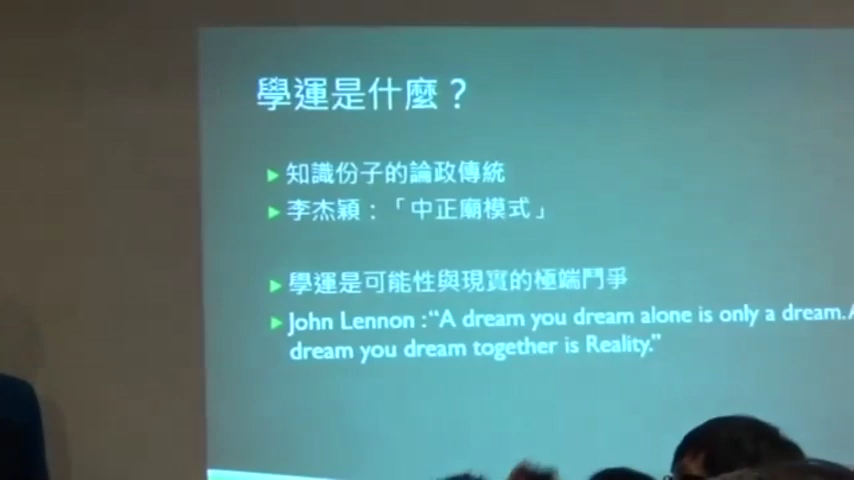 學運是什麼？
知識份子的論政傳統
李杰穎：「中正廟模式」
學運是可能性與現實的極端鬥爭
John Lennon :“A dream you dream alone is only a dream. A
dream you dream together is Reality.”